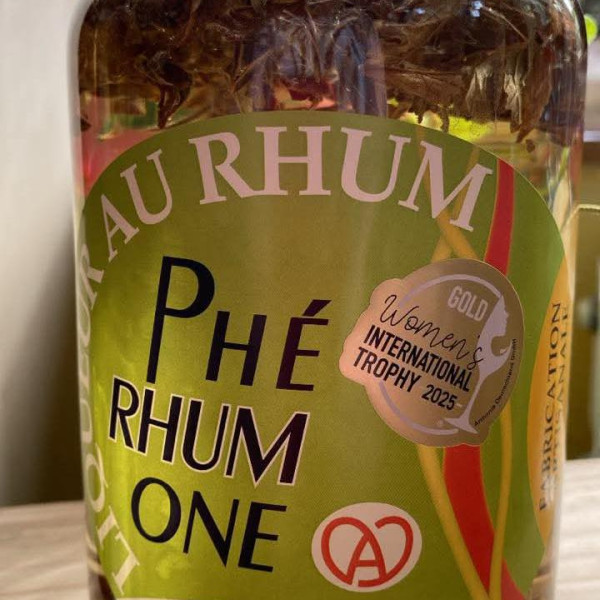 LIQUEUR AU RHUM
PHÉ
RHUM
ONE
GOLD
Women's
INTERNATIONAL
TROPHY 2025
FABRICATION
ARTISANALE
A